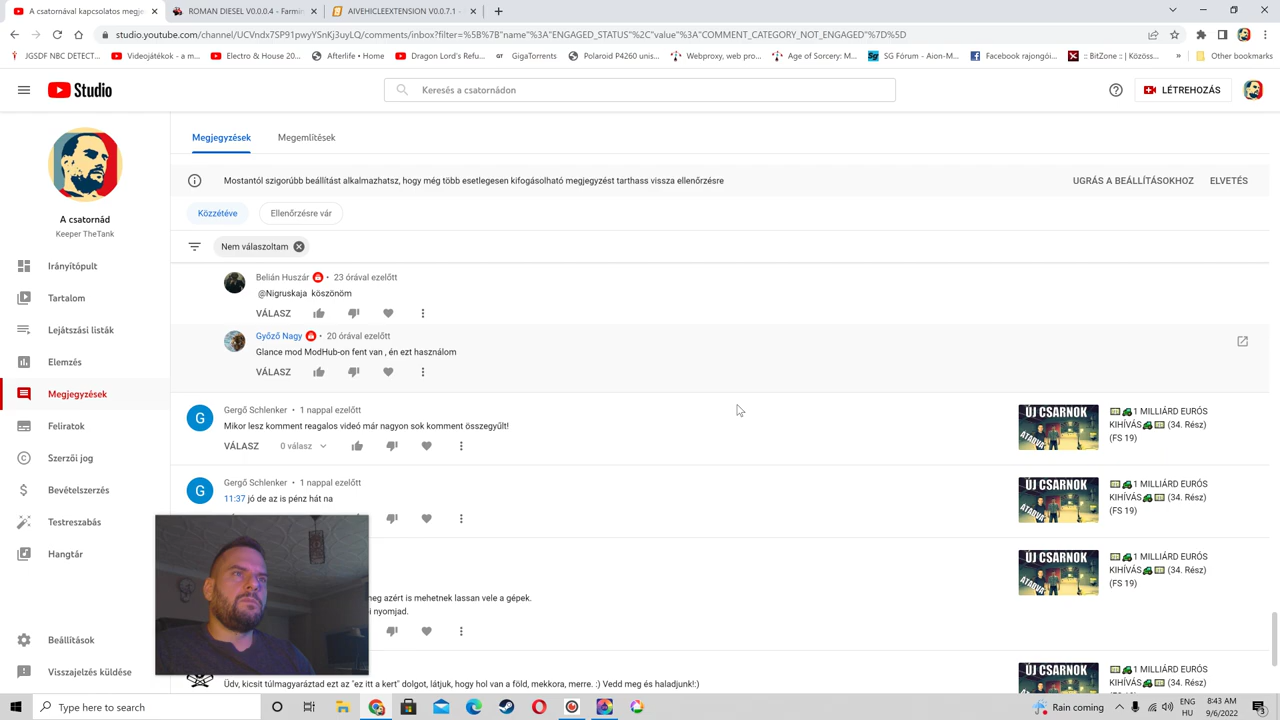 A csatornával kapcsolatos megje
ROMAN DIESEL V0.0.0.4 - Farmin
AIVEHICLEEXTENSION V0.0.7.1 -
studio.youtube.com/channel/UCVndx7SP91pwyYSnKj3uyLQ/comments/inbox?filter=%5B%7B"name"%3A"ENGAGED_STATUS"%2C"value"%3A"COMMENT_CATEGORY_NOT_ENGAGED"%7D%5D
JGSDF NBC DETECT...
Videojátékok - a m...
Electro & House 20...
Afterlife • Home
Dragon Lord's Refu...
GT GigaTorrents
Polaroid P4260 unis...
Webproxy, web pro...
Age of Sorcery: M...
SG Fórum - Aion-M...
Facebook rajongói...
:: BitZone :: | Közöss...
»
Other bookmarks
Studio
Keresés a csatornádon
LÉTREHOZÁS
A csatornád
Keeper TheTank
Irányítópult
Tartalom
Lejátszási listák
Elemzés
Megjegyzések
Feliratok
Szerzői jog
Bevételszerzés
Testreszabás
Hangtár
Beállítások
Visszajelzés küldése
Megjegyzések
Megemlítések
Mostantól szigorúbb beállítást alkalmazhatsz, hogy még több esetlegesen kifogásolható megjegyzést tarthass vissza ellenőrzésre
UGRÁS A BEÁLLÍTÁSOKHOZ
ELVETÉS
Közzétéve
Ellenőrzésre vár
Nem válaszoltam
Belián Huszár • 23 órával ezelőtt
@Nigruskaja köszönöm
VÁLASZ
Győző Nagy • 20 órával ezelőtt
Glance mod ModHub-on fent van , én ezt használom
VÁLASZ
G
Gergő Schlenker • 1 nappal ezelőtt
Mikor lesz komment reagalos videó már nagyon sok komment összegyűlt!
VÁLASZ
0 válasz
ÚJ CSARNOK
ÁTADVA
1 MILLIÁRD EURÓS
KIHÍVÁS (34. Rész)
(FS 19)
G
Gergő Schlenker • 1 nappal ezelőtt
11:37 jó de az is pénz hát na
ÚJ CSARNOK
ÁTADVA
1 MILLIÁRD EURÓS
KIHÍVÁS (34. Rész)
(FS 19)
meg azért is mehetnek lassan vele a gépek.
nyomjad.
ÚJ CSARNOK
ÁTADVA
1 MILLIÁRD EURÓS
KIHÍVÁS (34. Rész)
(FS 19)
Üdv, kicsit túlmagyaráztad ezt az "ez itt a kert" dolgot, látjuk, hogy hol van a föld, mekkora, merre. :) Vedd meg és haladjunk!:)
ÚJ CSARNOK
1 MILLIÁRD EURÓS
KIHÍVÁS (34. Rész)
Type here to search
Rain coming
ENG
HU
8:43 AM
9/6/2022